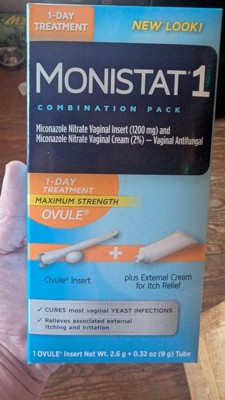 1-DAY
TREATMENT
NEW LOOK!
MONISTAT® 1
COMBINATION PACK
Miconazole Nitrate Vaginal Insert (1200 mg) and
Miconazole Nitrate Vaginal Cream (2%) – Vaginal Antifungal
1-DAY
TREATMENT
MAXIMUM STRENGTH
OVULE®
Ovule® Insert
plus External Cream
for Itch Relief
✓ CURES most vaginal YEAST INFECTIONS
✓ Relieves associated external
itching and irritation
1 OVULE® Insert Net Wt. 2.6 g + 0.32 oz (9 g) Tube